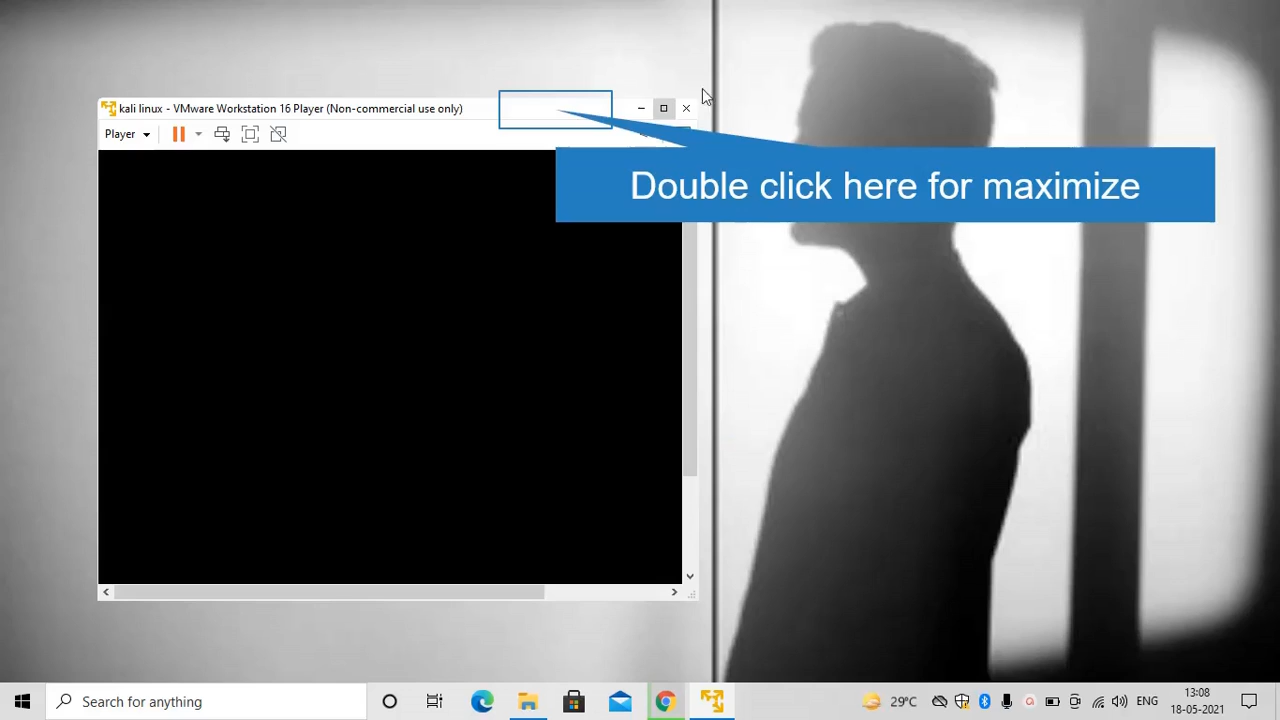 kali linux - VMware Workstation 16 Player (Non-commercial use only)
Player
Double click here for maximize
Search for anything
29°C
ENG
13:08
18-05-2021